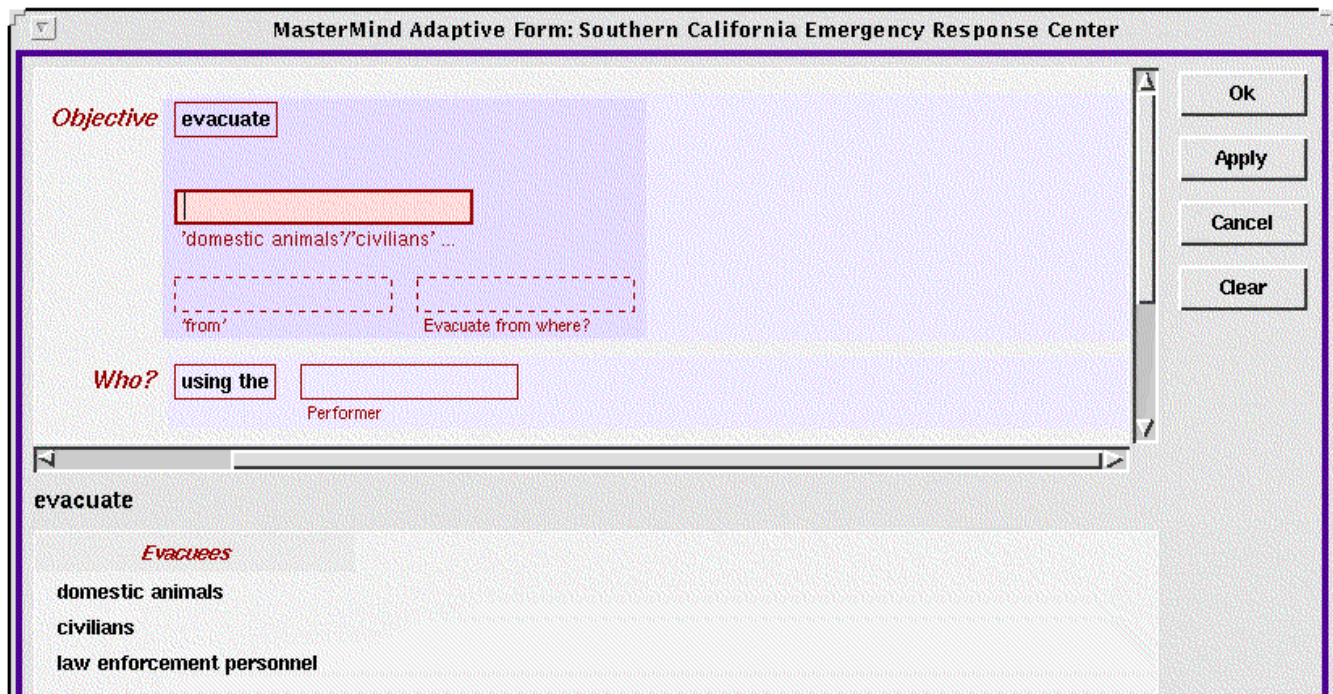 MasterMind Adaptive Form: Southern California Emergency Response Center
Objective evacuate
'domestic animals'/'civilians' ...
'from' Evacuate from where?
Who? using the
Performer
Ok
Apply
Cancel
Clear
evacuate
Evacuees
domestic animals
civilians
law enforcement personnel